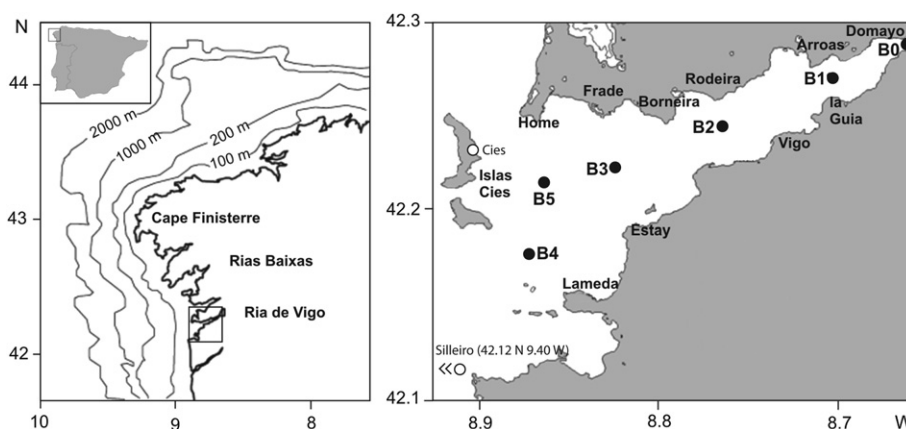 N
44
43
42
10
9
8
2000 m
1000 m
200 m
100 m
Cape Finisterre
Rias Baixas
Ria de Vigo
42.3
42.2
42.1
8.9
8.8
8.7
W
Domayo
Arroas
B0
B1
Rodeira
la
Guia
Frade
Borneira
B2
Home
Vigo
Cies
B3
Islas
Cies
B5
Estay
B4
Lameda
Silleiro (42.12 N 9.40 W)